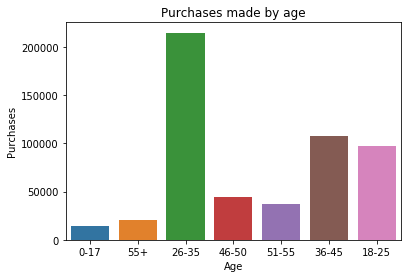 Purchases made by age
Purchases
200000
150000
100000
50000
0
0-17 55+ 26-35 46-50 51-55 36-45 18-25
Age